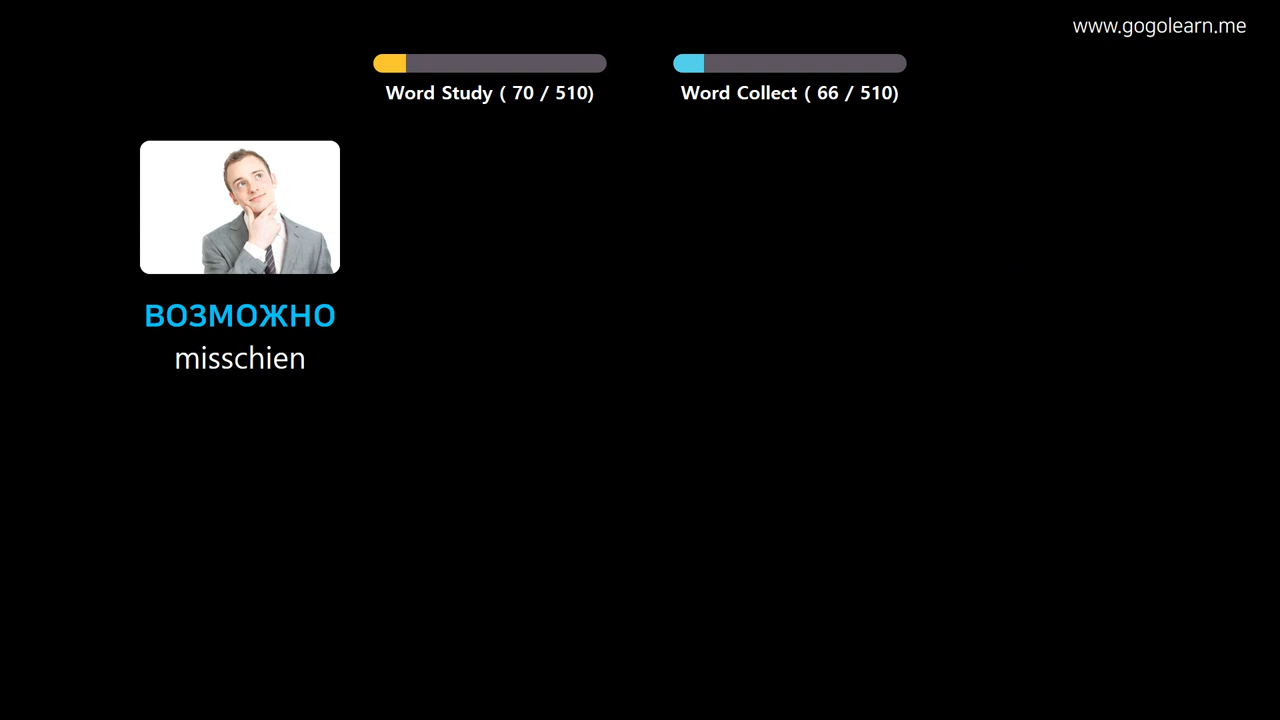 www.gogolearn.me
Word Study ( 70 / 510)
Word Collect ( 66 / 510)
возможно
misschien